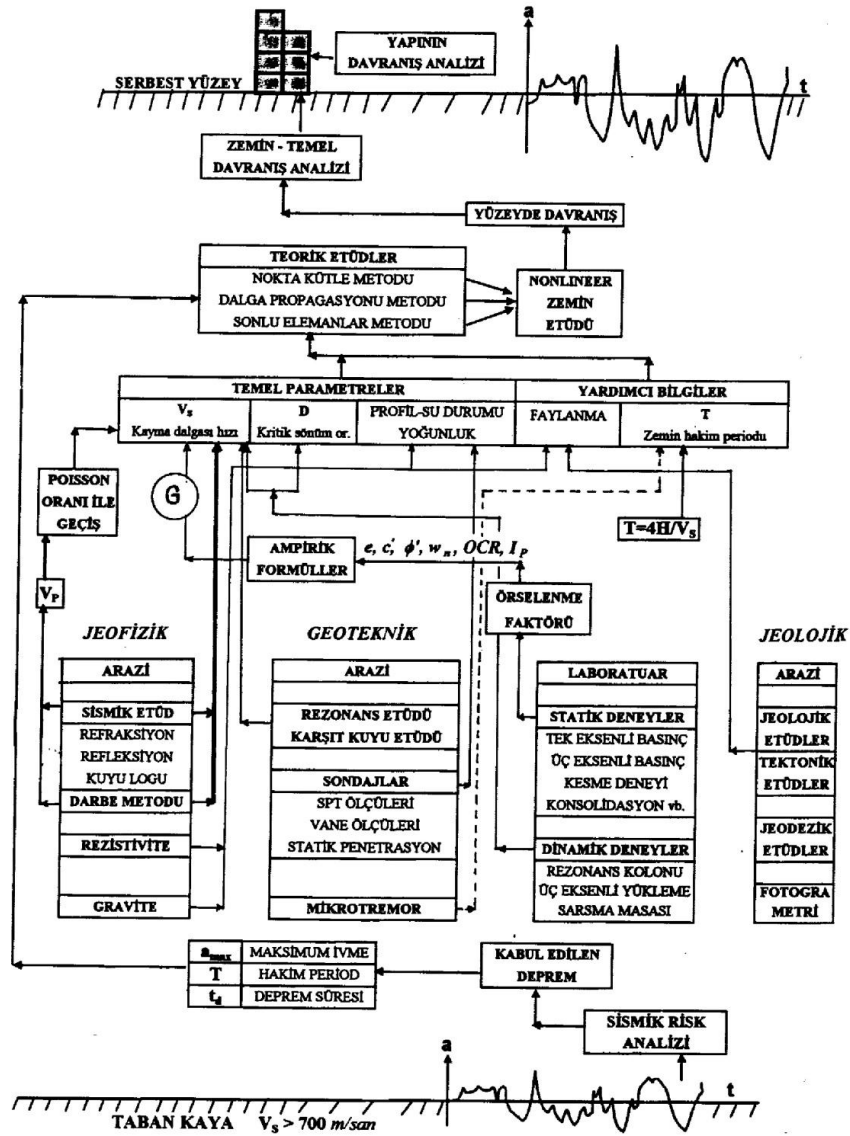 a
YAPININ
DAVRANIŞ ANALİZİ
SERBEST YÜZEY
t
ZEMİN - TEMEL
DAVRANIŞ ANALİZİ
YÜZEYDE DAVRANIŞ
TEORİK ETÜDLER
NOKTA KÜTLE METODU
DALGA PROPAGASYONU METODU
SONLU ELEMANLAR METODU
NONLINEER
ZEMİN
ETÜDÜ
TEMEL PARAMETRELER
YARDIMCI BİLGİLER
Vs
Kayma dalgası hızı
D
Kritik sönüm or.
PROFİL-SU DURUMU
YOĞUNLUK
FAYLANMA
T
Zemin hakim periodu
POISSON
ORANI İLE
GEÇİŞ
G
T=4H/Vs
AMPİRİK
FORMÜLLER
e, c', ϕ', wn, OCR, IP
VP
ÖRSELENME
FAKTÖRÜ
JEOFİZİK
GEOTEKNİK
JEOLOJİK
ARAZİ
SİSMİK ETÜD
REFRAKSİYON
REFLEKSİYON
KUYU LOGU
DARBE METODU
REZİSTİVİTE
GRAVİTE
ARAZİ
REZONANS ETÜDÜ
KARŞIT KUYU ETÜDÜ
SONDAJLAR
SPT ÖLÇÜLERİ
VANE ÖLÇÜLERİ
STATİK PENETRASYON
MİKROTREMOR
LABORATUAR
STATİK DENEYLER
TEK EKSENLİ BASINÇ
ÜÇ EKSENLİ BASINÇ
KESME DENEYİ
KONSOLİDASYON vb.
DİNAMİK DENEYLER
REZONANS KOLONU
ÜÇ EKSENLİ YÜKLEME
SARSMA MASASI
ARAZİ
JEOLOJİK
ETÜDLER
TEKTONİK
ETÜDLER
JEODEZİK
ETÜDLER
FOTOGRA
METRİ
amax MAKSİMUM İVME
T HAKİM PERİOD
td DEPREM SÜRESİ
KABUL EDİLEN
DEPREM
SİSMİK RİSK
ANALİZİ
a
t
TABAN KAYA Vs > 700 m/san